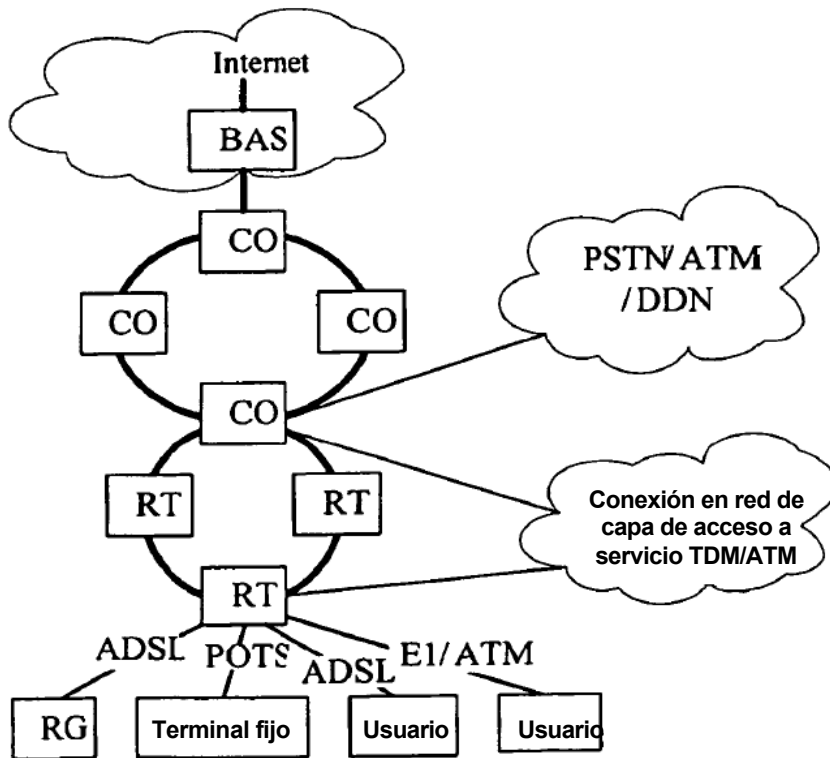 Internet
BAS
CO
PSTN/ATM
/DDN
CO
CO
CO
RT
RT
Conexión en red de
capa de acceso a
servicio TDM/ATM
RT
ADSL
POTS
ADSL
E1/ATM
RG
Terminal fijo
Usuario
Usuario